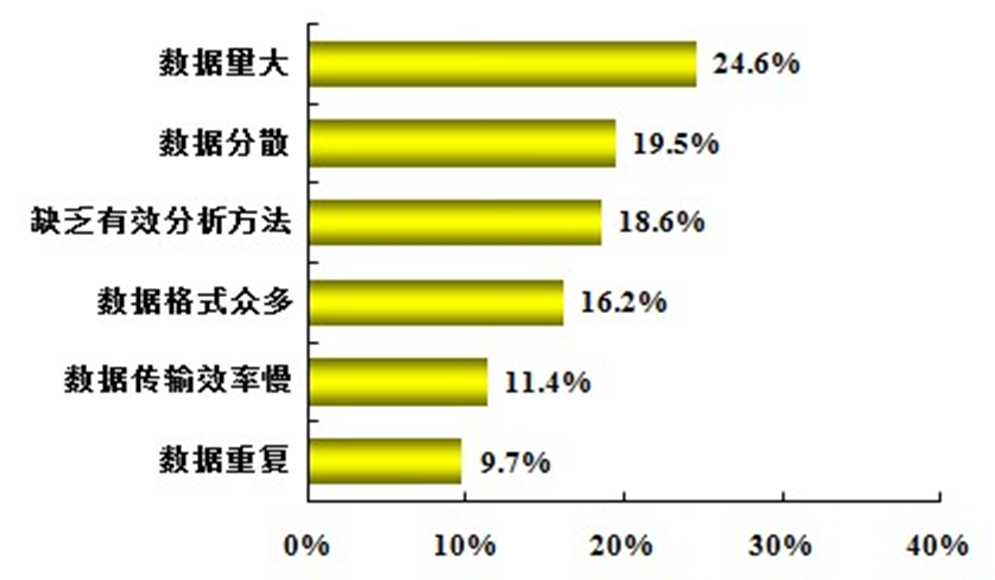 数据量大 24.6%
数据分散 19.5%
缺乏有效分析方法 18.6%
数据格式众多 16.2%
数据传输效率慢 11.4%
数据重复 9.7%
0% 10% 20% 30% 40%